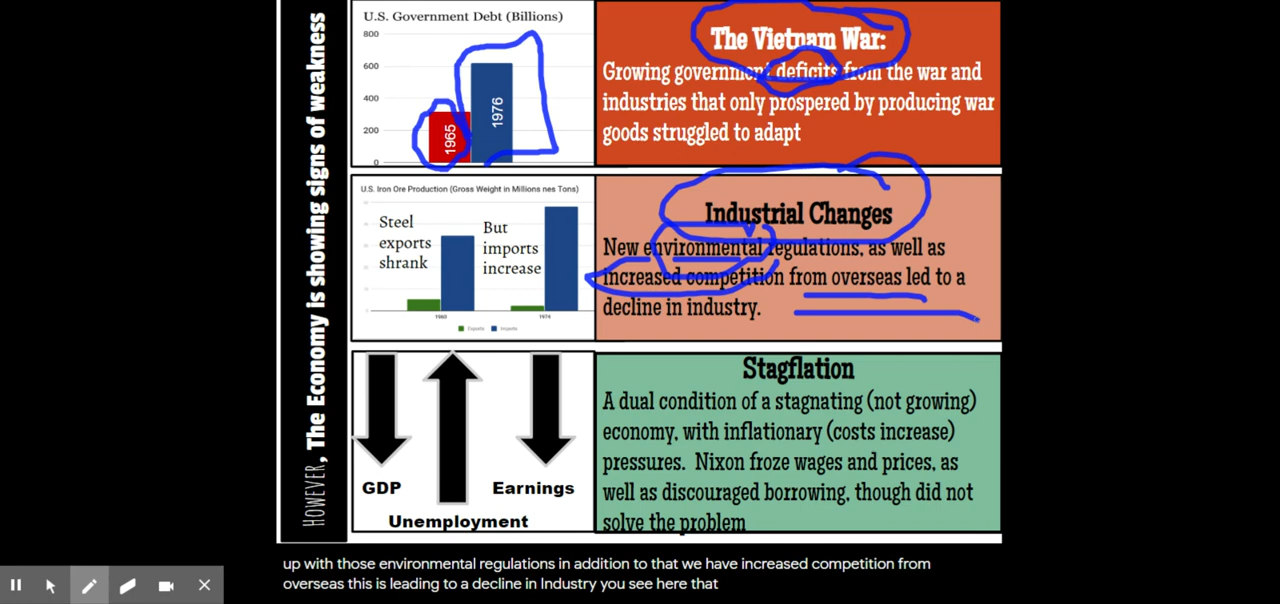 HOWEVER, The Economy is showing signs of weakness
U.S. Government Debt (Billions)
800
600
400
200
0
1965
1976
The Vietnam War:
Growing government deficits from the war and
industries that only prospered by producing war
goods struggled to adapt
U.S. Iron Ore Production (Gross Weight in Millions nes Tons)
Steel
exports
shrank
But
imports
increase
1960
1974
Exports
Imports
Industrial Changes
New environmental regulations, as well as
increased competition from overseas led to a
decline in industry.
GDP
Unemployment
Earnings
Stagflation
A dual condition of a stagnating (not growing)
economy, with inflationary (costs increase)
pressures. Nixon froze wages and prices, as
well as discouraged borrowing, though did not
solve the problem
up with those environmental regulations in addition to that we have increased competition from
overseas this is leading to a decline in Industry you see here that